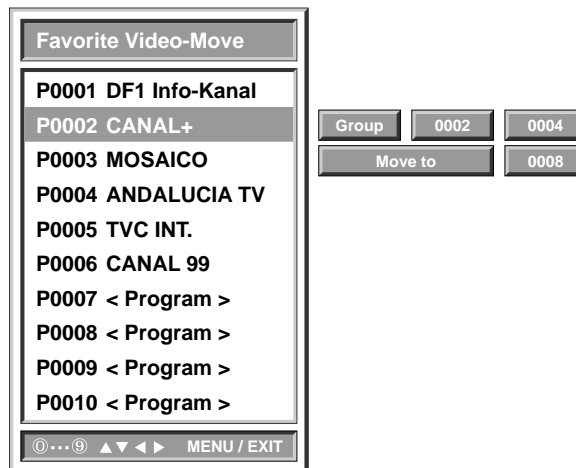 Favorite Video-Move
P0001 DF1 Info-Kanal
P0002 CANAL+
P0003 MOSAICO
P0004 ANDALUCIA TV
P0005 TVC INT.
P0006 CANAL 99
P0007 < Program >
P0008 < Program >
P0009 < Program >
P0010 < Program >
⓪···⑨ ▲▼◄► MENU / EXIT
Group 0002 0004
Move to 0008